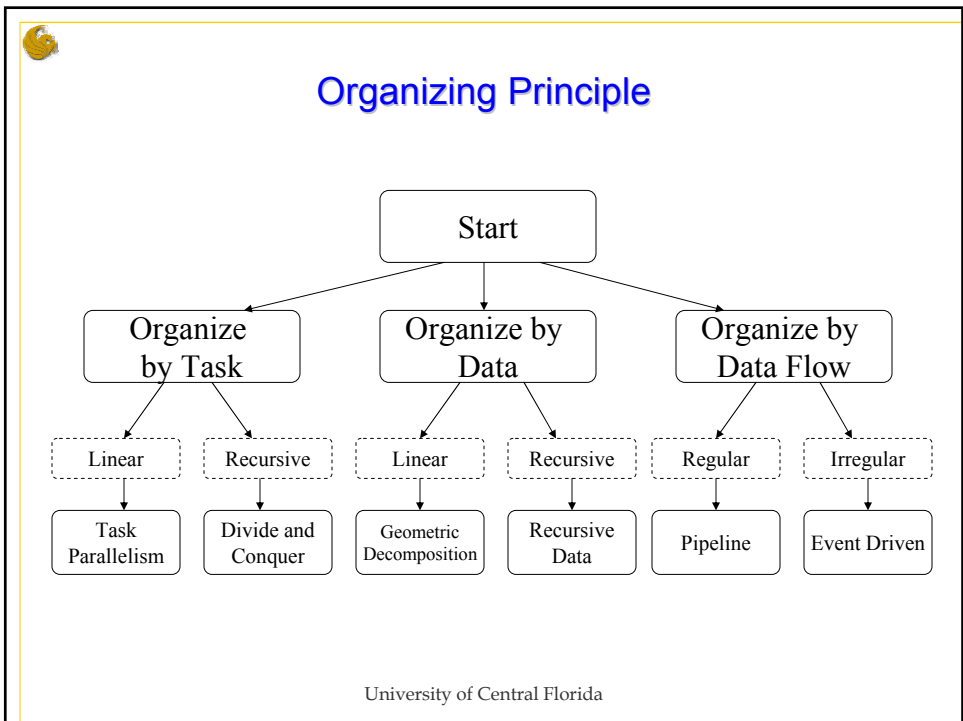 Organizing Principle
Start
Organize
by Task
Organize by
Data
Organize by
Data Flow
Linear
Recursive
Linear
Recursive
Regular
Irregular
Task
Parallelism
Divide and
Conquer
Geometric
Decomposition
Recursive
Data
Pipeline
Event Driven
University of Central Florida